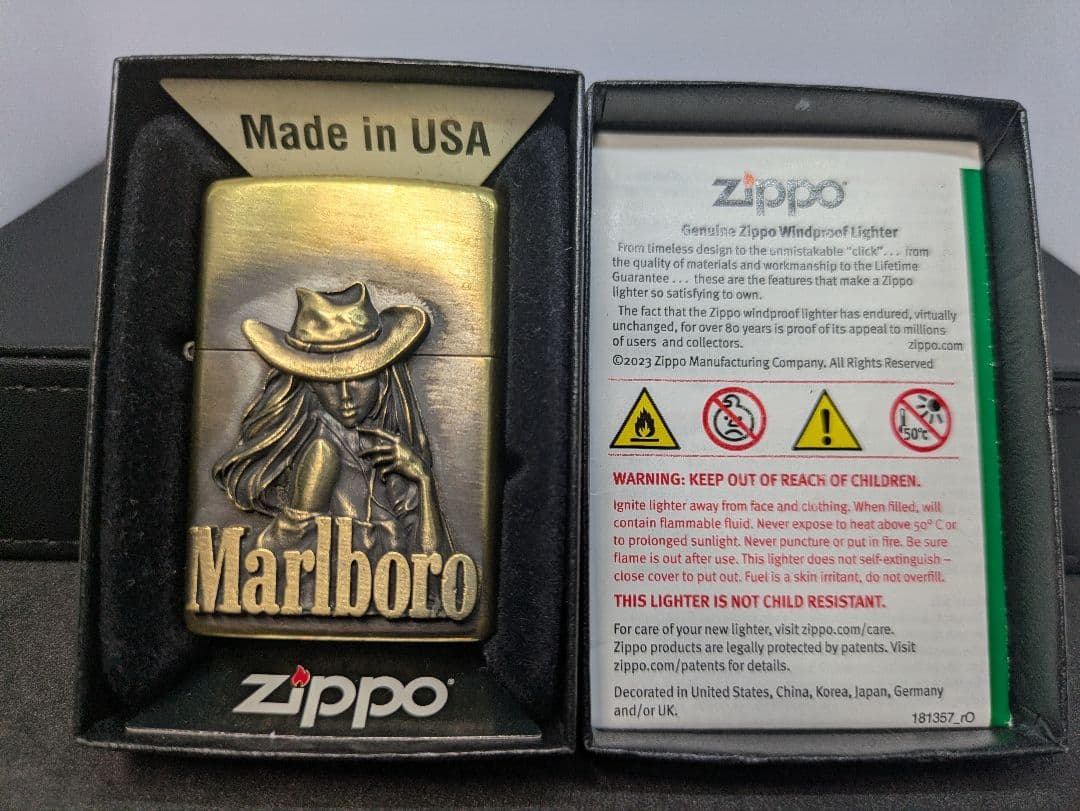 Made in USA
Marlboro
zippo
zippo
Genuine Zippo Windproof Lighter
From timeless design to the unmistakable "click"... from
the quality of materials and workmanship to the Lifetime
Guarantee . . . these are the features that make a Zippo
lighter so satisfying to own.
The fact that the Zippo windproof lighter has endured, virtually
unchanged, for over 80 years is proof of its appeal to millions
of users and collectors. zippo.com
©2023 Zippo Manufacturing Company. All Rights Reserved
50°C
WARNING: KEEP OUT OF REACH OF CHILDREN.
Ignite lighter away from face and clothing. When filled, will
contain flammable fluid. Never expose to heat above 50° C or
to prolonged sunlight. Never puncture or put in fire. Be sure
flame is out after use. This lighter does not self-extinguish –
close cover to put out. Fuel is a skin irritant, do not overfill.
THIS LIGHTER IS NOT CHILD RESISTANT.
For care of your new lighter, visit zippo.com/care.
Zippo products are legally protected by patents. Visit
zippo.com/patents for details.
Decorated in United States, China, Korea, Japan, Germany
and/or UK.
181357_rO